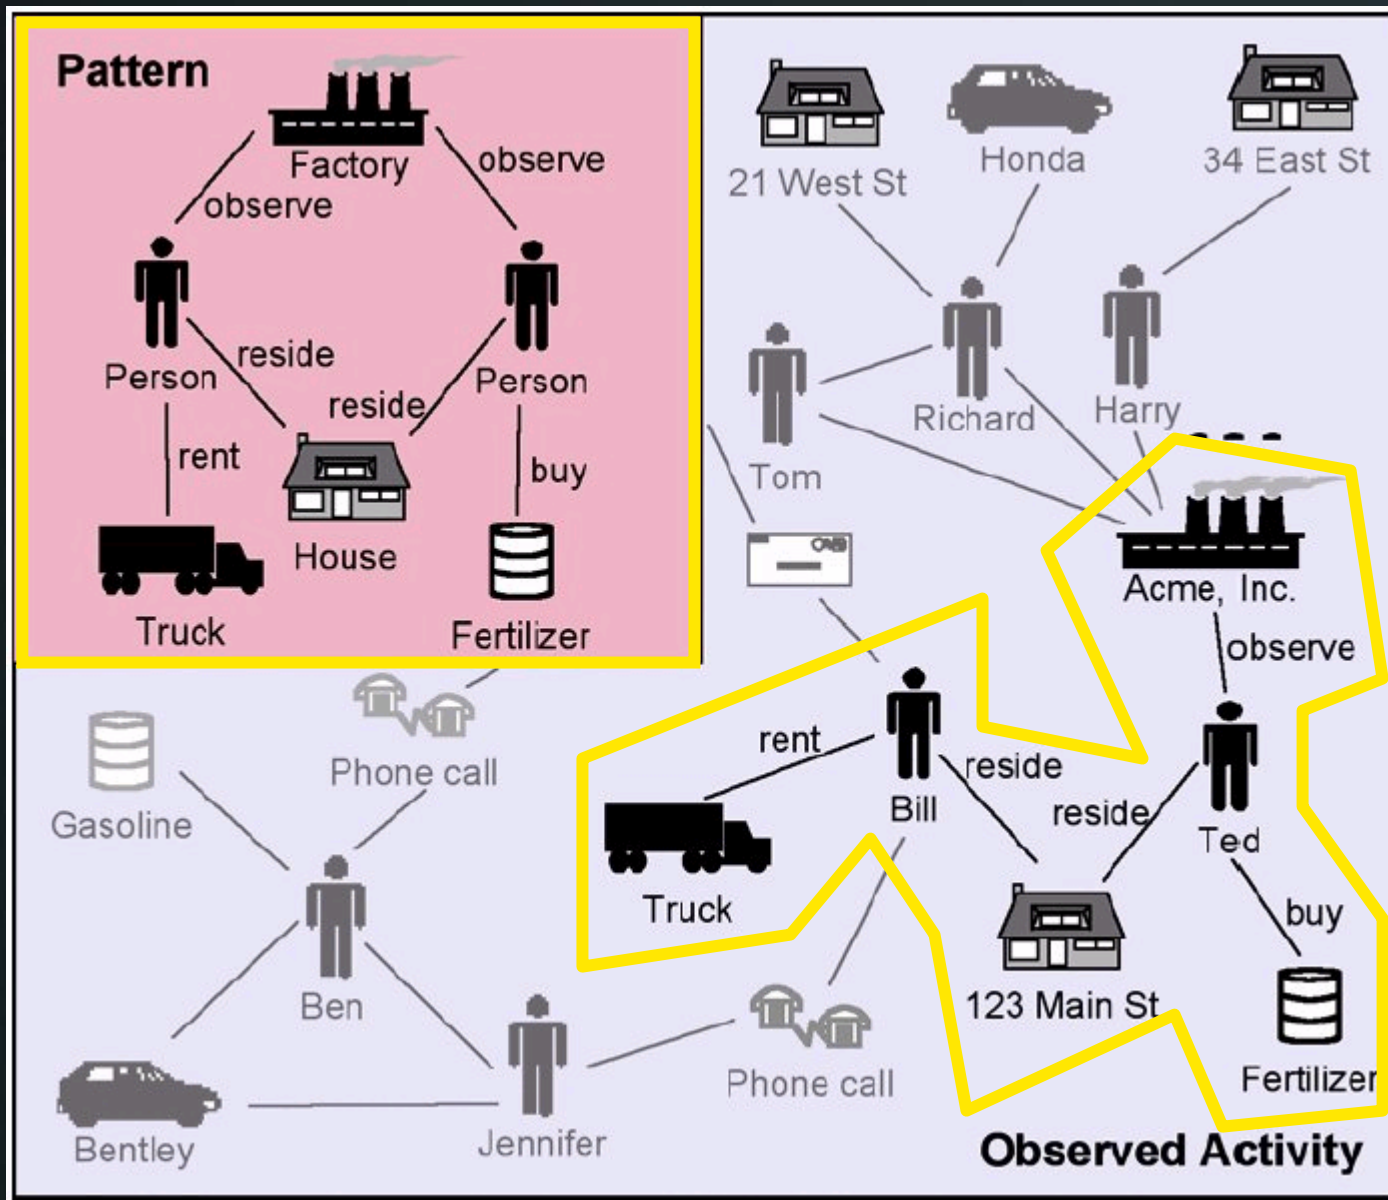 Pattern
Factory
observe
observe
Person
Person
reside
reside
rent
buy
House
Truck
Fertilizer
21 West St
Honda
34 East St
Richard
Harry
Tom
Acme, Inc.
observe
rent
reside
Bill
reside
Ted
Truck
buy
123 Main St
Fertilizer
Phone call
Gasoline
Ben
Phone call
Bentley
Jennifer
Observed Activity